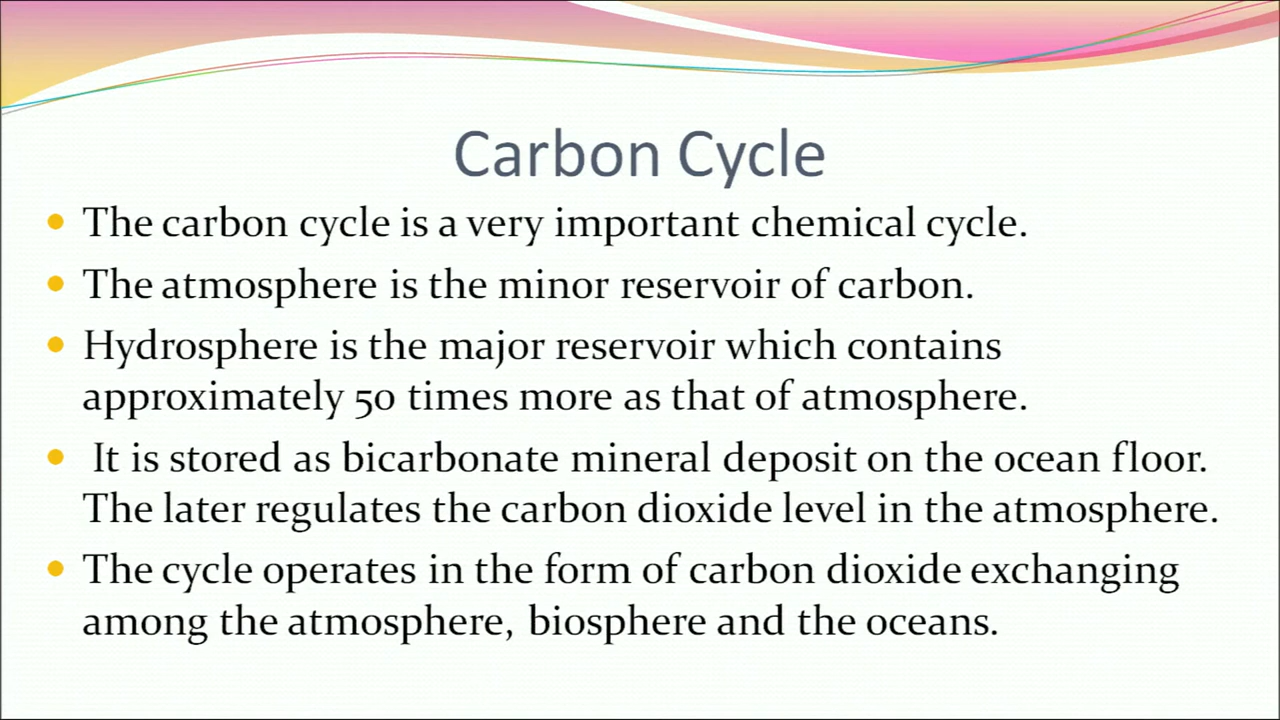 Carbon Cycle
• The carbon cycle is a very important chemical cycle.
• The atmosphere is the minor reservoir of carbon.
• Hydrosphere is the major reservoir which contains
approximately 50 times more as that of atmosphere.
• It is stored as bicarbonate mineral deposit on the ocean floor.
The later regulates the carbon dioxide level in the atmosphere.
• The cycle operates in the form of carbon dioxide exchanging
among the atmosphere, biosphere and the oceans.